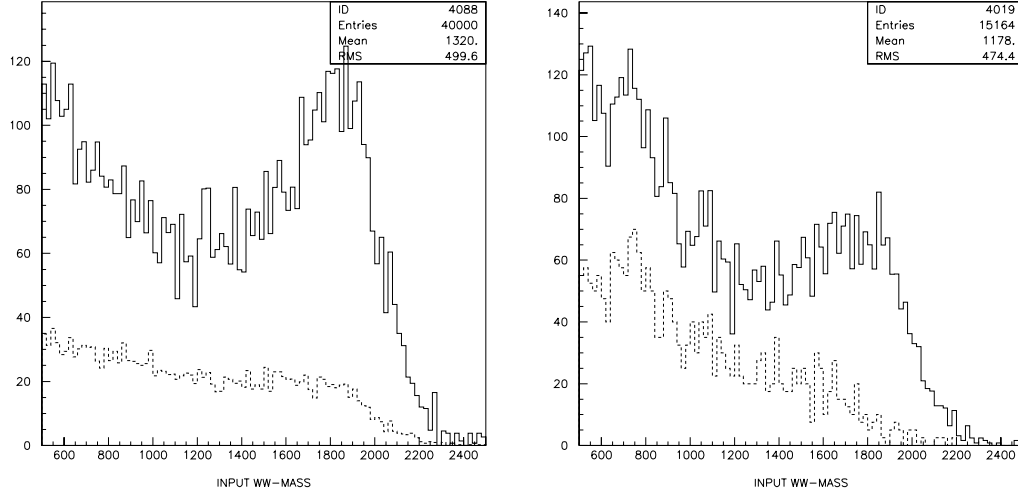 ID 4088
Entries 40000
Mean 1320.
RMS 499.6
120
100
80
60
40
20
0
600 800 1000 1200 1400 1600 1800 2000 2200 2400
INPUT WW-MASS
ID 4019
Entries 15164
Mean 1178.
RMS 474.4
140
120
100
80
60
40
20
0
600 800 1000 1200 1400 1600 1800 2000 2200 2400
INPUT WW-MASS